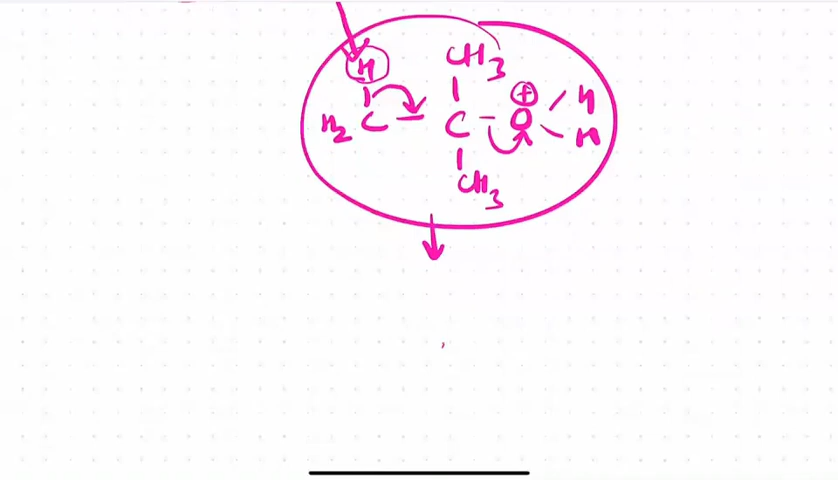 H CH3
H2C — C — O⊕ H
H
CH3